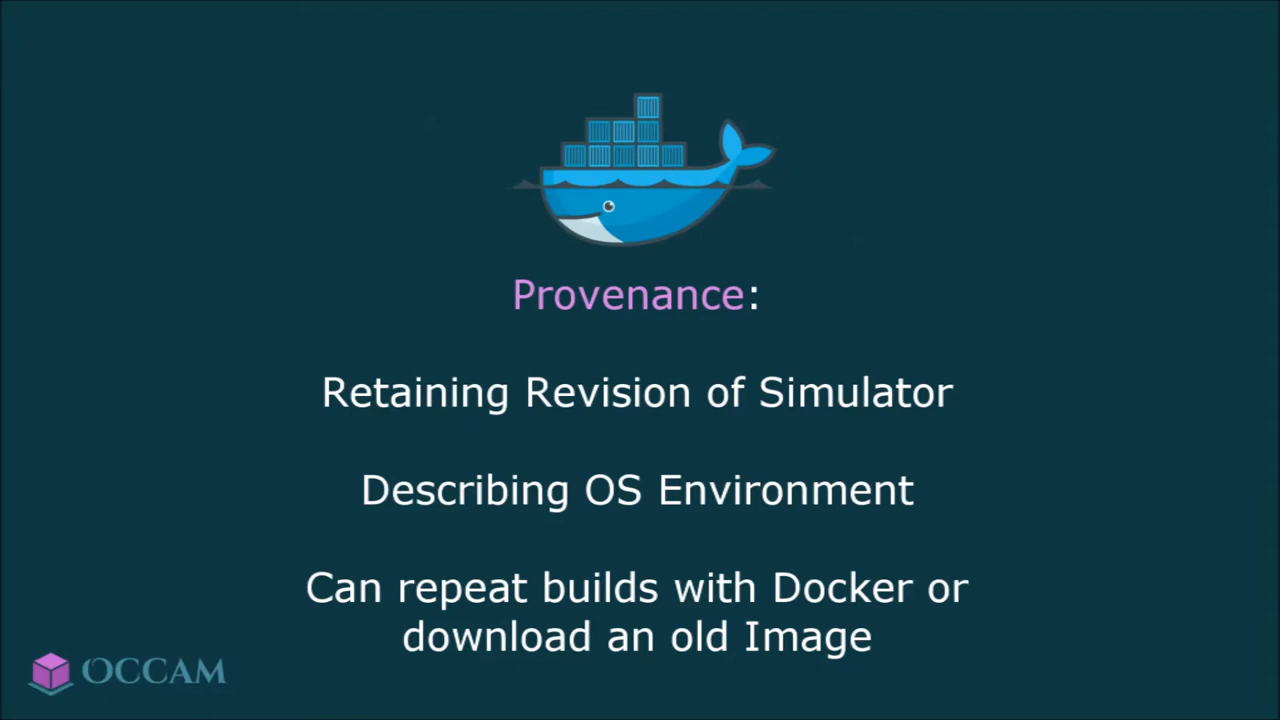 Provenance:
Retaining Revision of Simulator
Describing OS Environment
Can repeat builds with Docker or
download an old Image
OCCAM